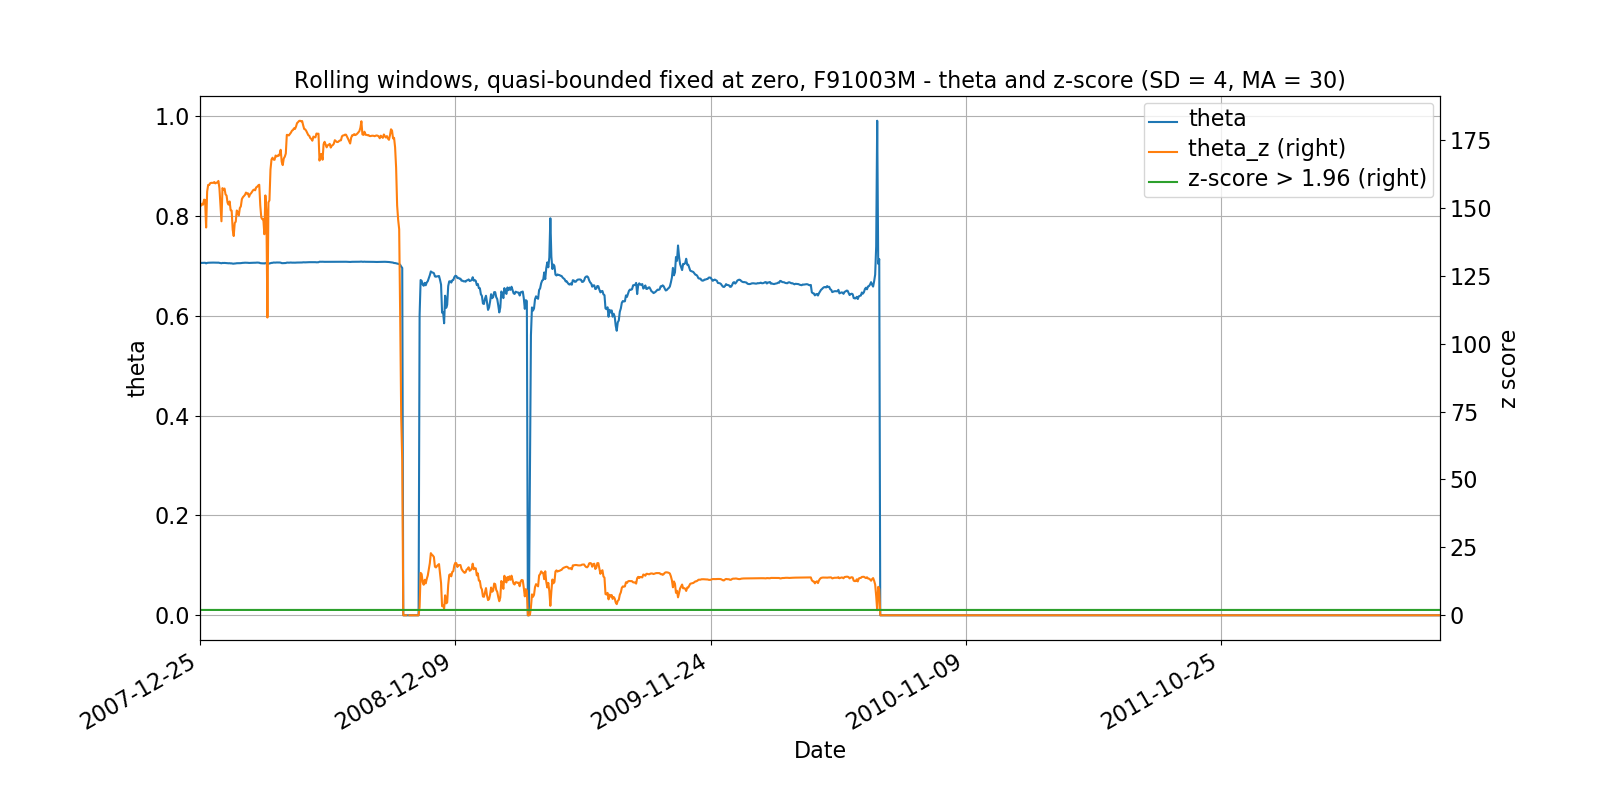 Rolling windows, quasi-bounded fixed at zero, F91003M - theta and z-score (SD = 4, MA = 30)
theta
theta_z (right)
z-score > 1.96 (right)
1.0
0.8
0.6
0.4
0.2
0.0
theta
175
150
125
100
75
50
25
0
z score
2007-12-25
2008-12-09
2009-11-24
2010-11-09
2011-10-25
Date